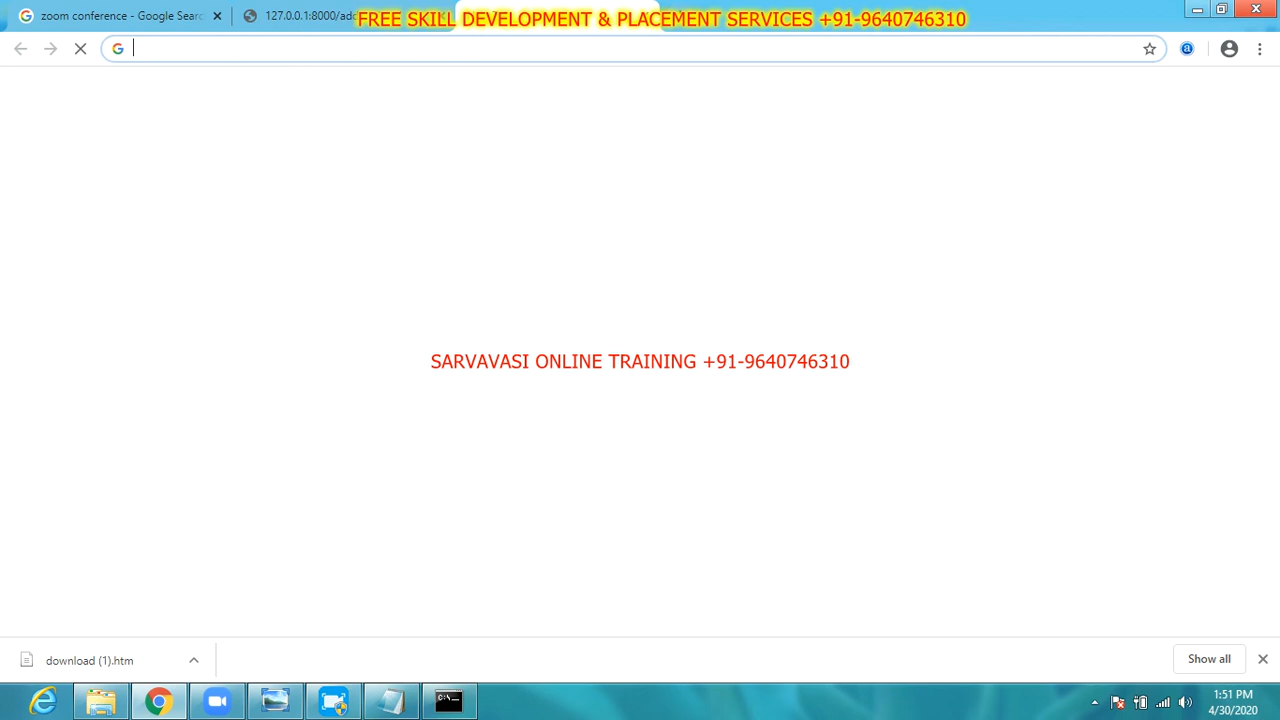 zoom conference - Google Searc
127.0.0.1:8000/add
FREE SKILL DEVELOPMENT & PLACEMENT SERVICES +91-9640746310
SARVAVASI ONLINE TRAINING +91-9640746310
download (1).htm
Show all
C:\
1:51 PM
4/30/2020